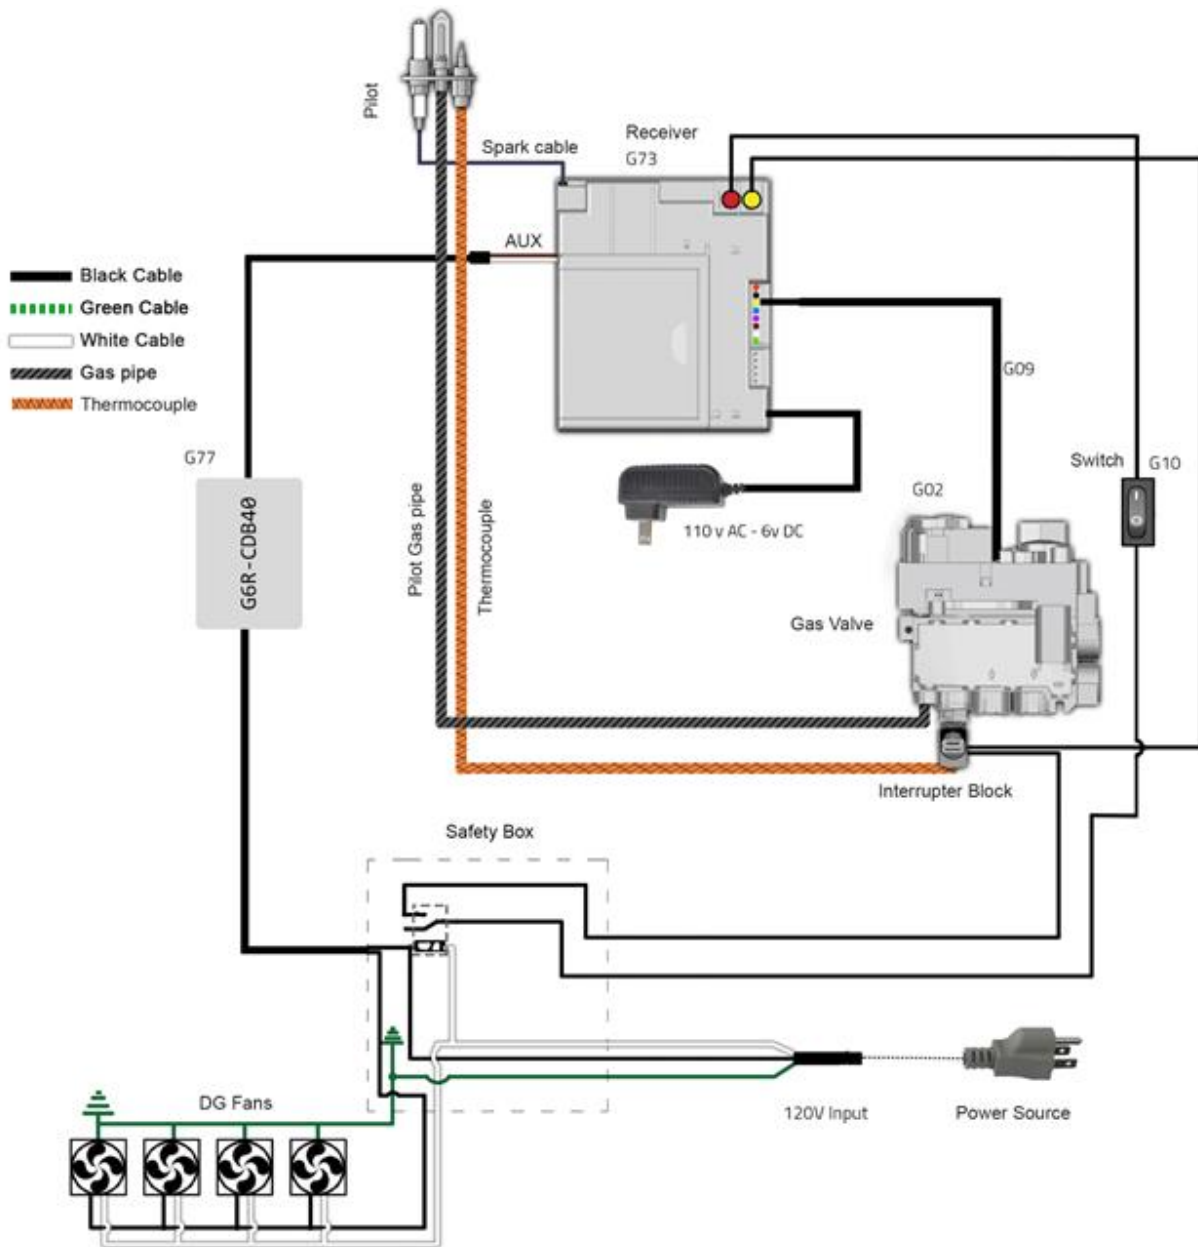 Pilot
Spark cable
Receiver
G73
AUX
Black Cable
Green Cable
White Cable
Gas pipe
Thermocouple
G09
G77
G6R-CDB40
Pilot Gas pipe
Thermocouple
110 v AC - 6v DC
Switch
G10
G02
Gas Valve
Interrupter Block
Safety Box
DG Fans
120V Input
Power Source